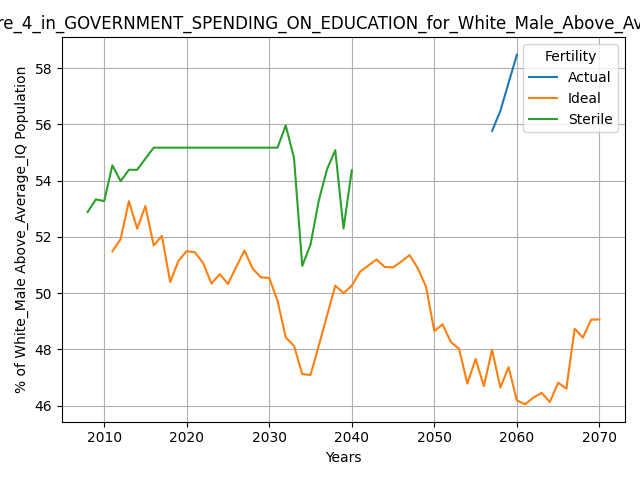 re_4_in_GOVERNMENT_SPENDING_ON_EDUCATION_for_White_Male_Above_Av
Fertility
Actual
Ideal
Sterile
% of White_Male Above_Average_IQ Population
58
56
54
52
50
48
46
2010 2020 2030 2040 2050 2060 2070
Years